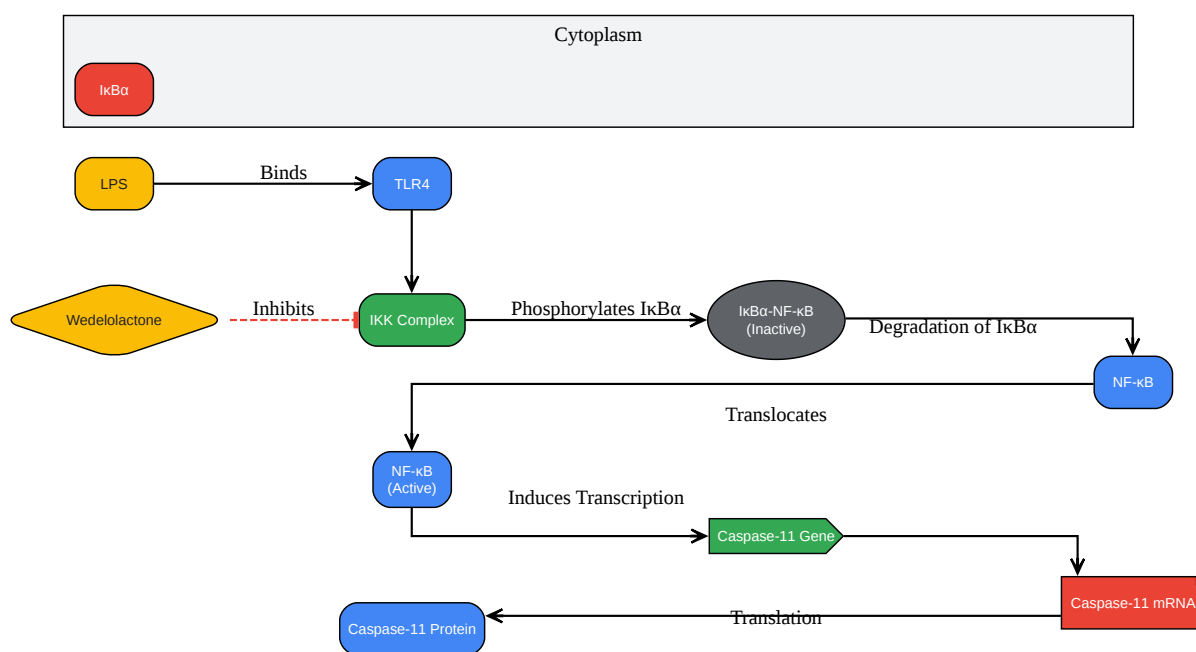 Cytoplasm
IκBα
Binds
LPS
TLR4
Inhibits
Phosphorylates IκBα
Wedelolactone
IKK Complex
IκBα-NF-κB
(Inactive)
Degradation of IκBα
NF-κB
Translocates
NF-κB
(Active)
Induces Transcription
Caspase-11 Gene
Caspase-11 mRNA
Translation
Caspase-11 Protein